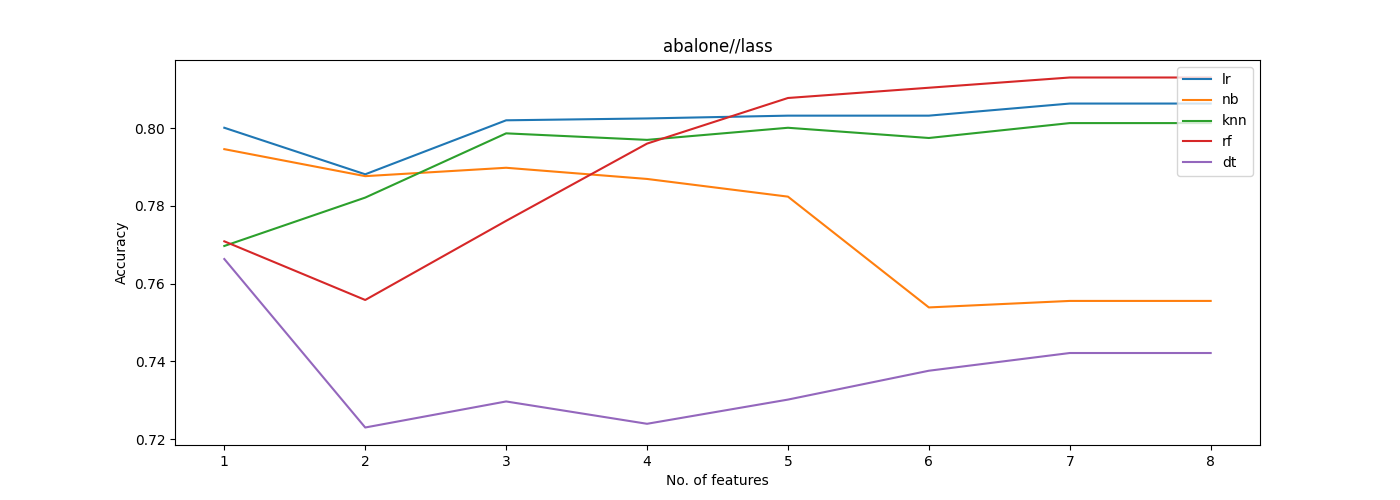 abalone//lass
Accuracy
0.80
0.78
0.76
0.74
0.72
1 2 3 4 5 6 7 8
No. of features
lr
nb
knn
rf
dt